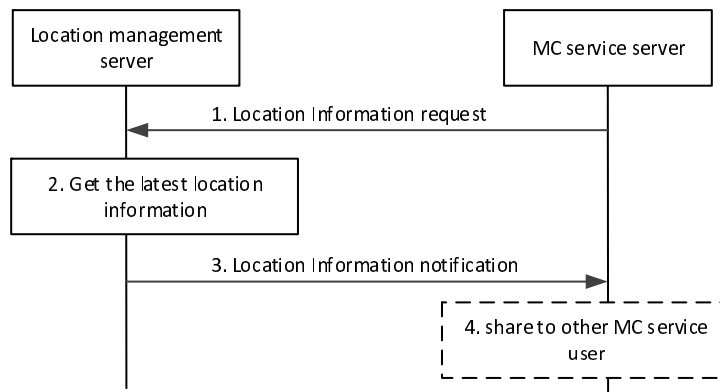 Location management
server
MC service server
1. Location Information request
2. Get the latest location
information
3. Location Information notification
4. share to other MC service
user